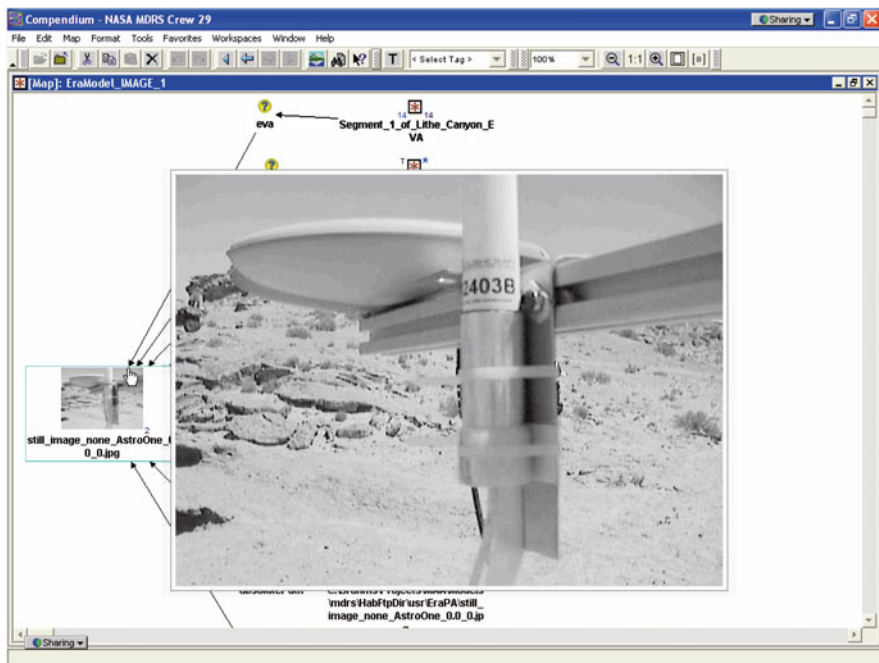 Compendium - NASA MDRS Crew 29
Sharing
File Edit Map Format Tools Favorites Workspaces Window Help
T
< Select Tag >
100%
1:1
[Map]: EraModel_IMAGE_1
eva
14 14
Segment_1_of_Lithe_Canyon_E
VA
T
2403B
2
still_image_none_AstroOne_
0_0.jpg
\mdrs\HabFtpDir\usr\EraPA\still_
image_none_AstroOne_0.0_0.jp
Sharing